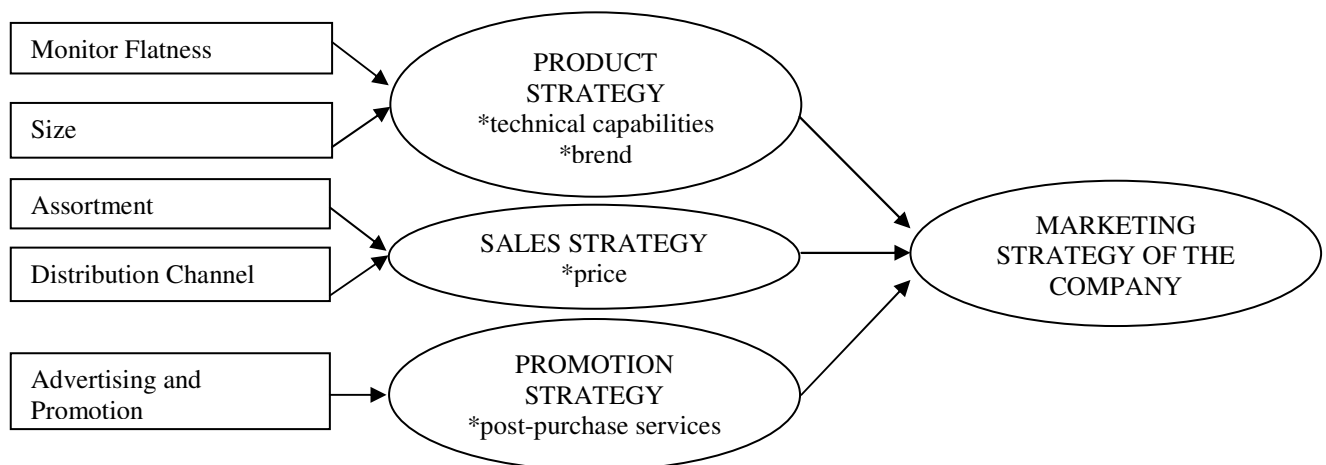 Monitor Flatness
Size
Assortment
Distribution Channel
Advertising and
Promotion
PRODUCT
STRATEGY
*technical capabilities
*brend
SALES STRATEGY
*price
PROMOTION
STRATEGY
*post-purchase services
MARKETING
STRATEGY OF THE
COMPANY